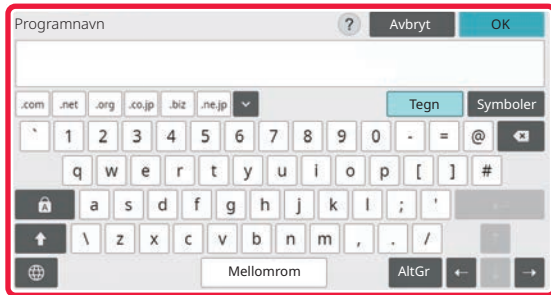 Programnavn ? Avbryt OK
.com .net .org .co.jp .biz .ne.jp Tegn Symboler
` 1 2 3 4 5 6 7 8 9 0 - = @
q w e r t y u i o p [ ] #
A a s d f g h j k l ; '
\ z x c v b n m , . /
Mellomrom AltGr